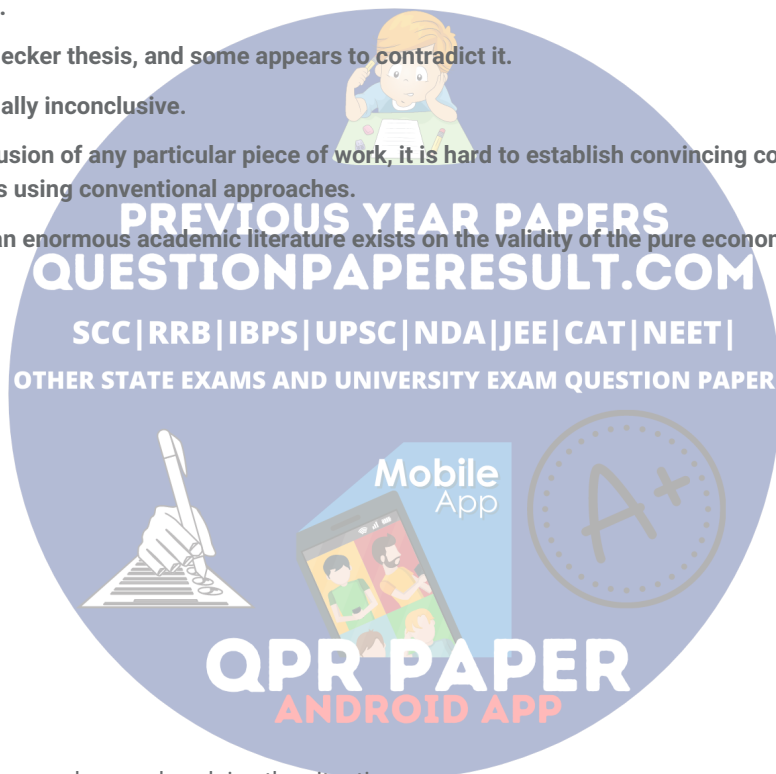 .
ecker thesis, and some appears to contradict it.
ally inconclusive.
usion of any particular piece of work, it is hard to establish convincing co
s using conventional approaches.
PREVIOUS YEAR PAPERS
an enormous academic literature exists on the validity of the pure econom
QUESTIONPAPERESULT.COM
SCC|RRB|IBPS|UPSC|NDA|JEE|CAT|NEET|
OTHER STATE EXAMS AND UNIVERSITY EXAM QUESTION PAPER
Mobile
App
A+
QPR PAPER
ANDROID APP